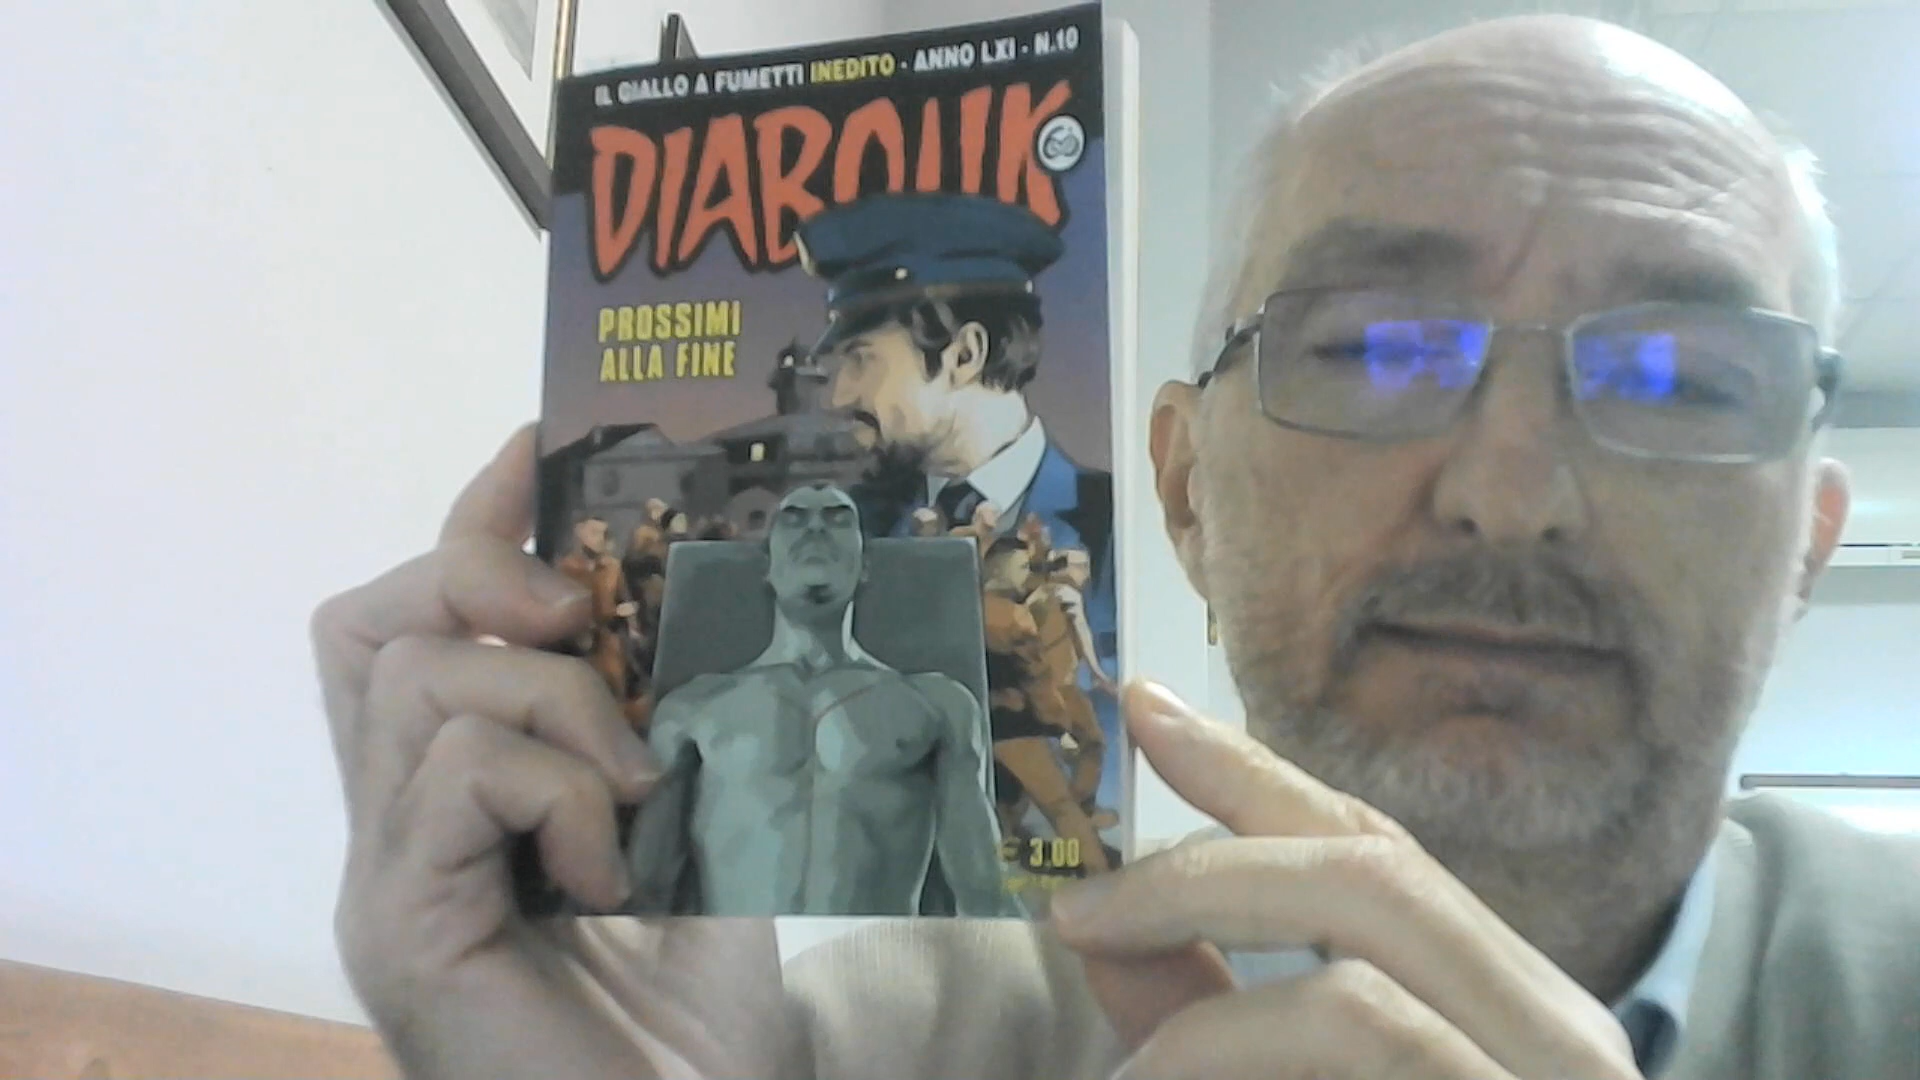 IL GIALLO A FUMETTI INEDITO - ANNO LXI - N.10
DIABOLIK
PROSSIMI
ALLA FINE
€ 3.00